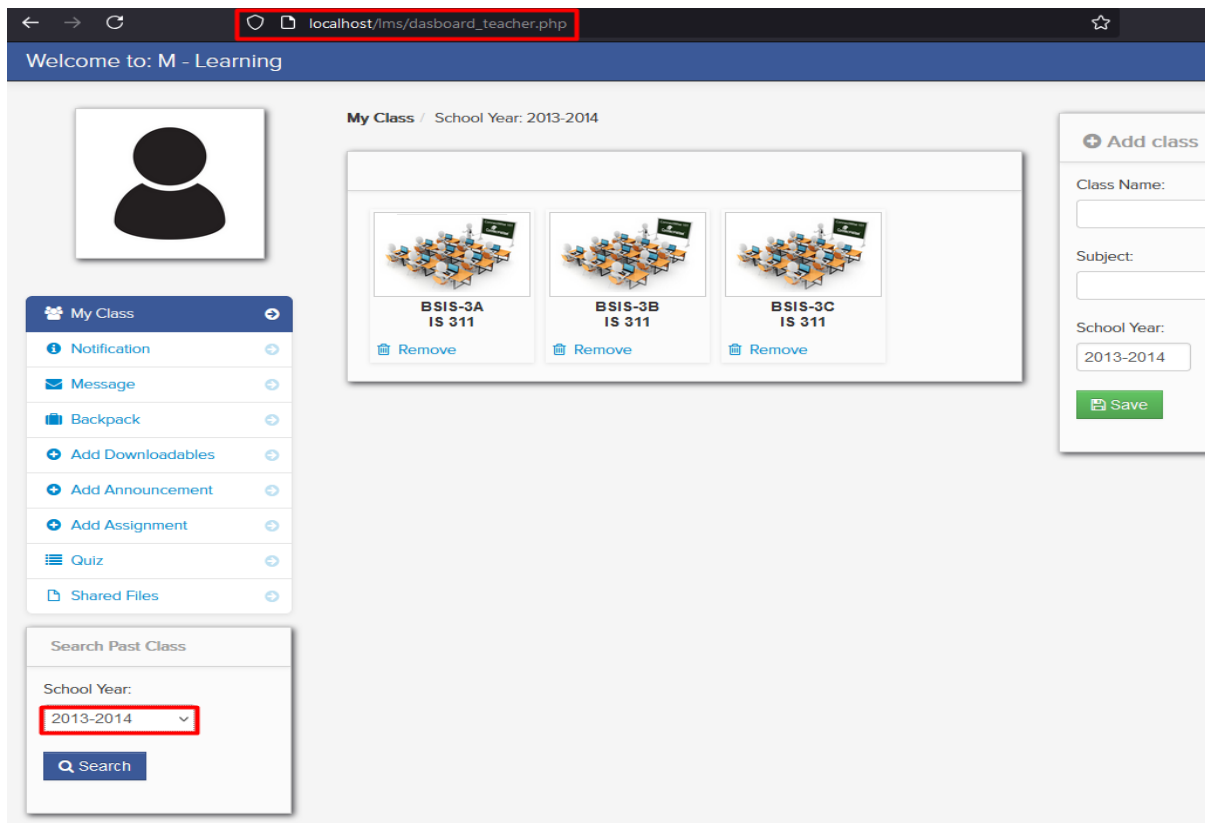 localhost/lms/dasboard_teacher.php
Welcome to: M - Learning
My Class / School Year: 2013-2014
BSIS-3A
IS 311
Remove
BSIS-3B
IS 311
Remove
BSIS-3C
IS 311
Remove
Add class
Class Name:
Subject:
School Year:
2013-2014
Save
My Class
Notification
Message
Backpack
Add Downloadables
Add Announcement
Add Assignment
Quiz
Shared Files
Search Past Class
School Year:
2013-2014
Search